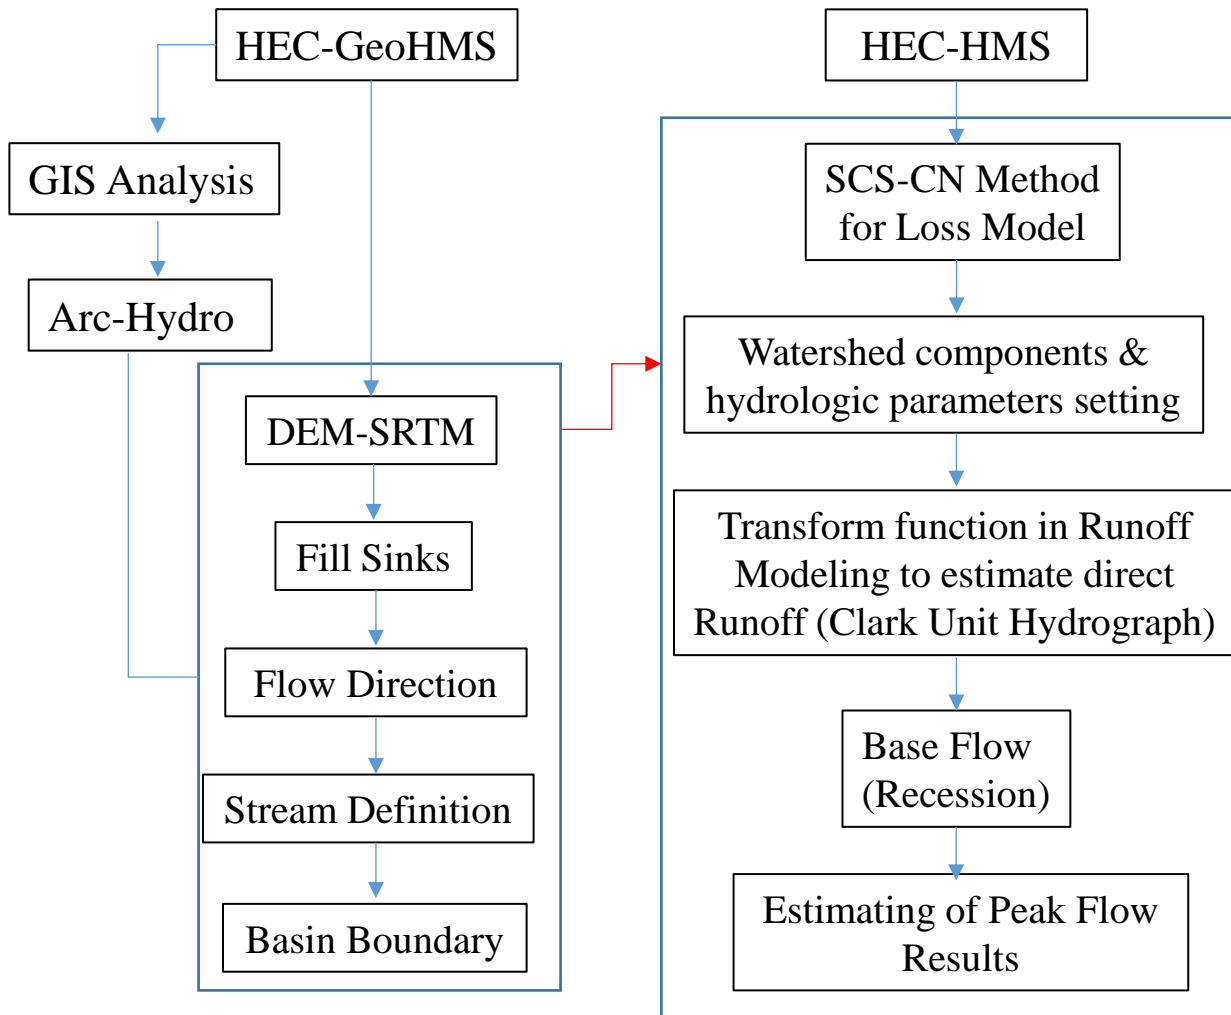 HEC-GeoHMS
GIS Analysis
Arc-Hydro
DEM-SRTM
Fill Sinks
Flow Direction
Stream Definition
Basin Boundary
HEC-HMS
SCS-CN Method
for Loss Model
Watershed components &
hydrologic parameters setting
Transform function in Runoff
Modeling to estimate direct
Runoff (Clark Unit Hydrograph)
Base Flow
(Recession)
Estimating of Peak Flow
Results